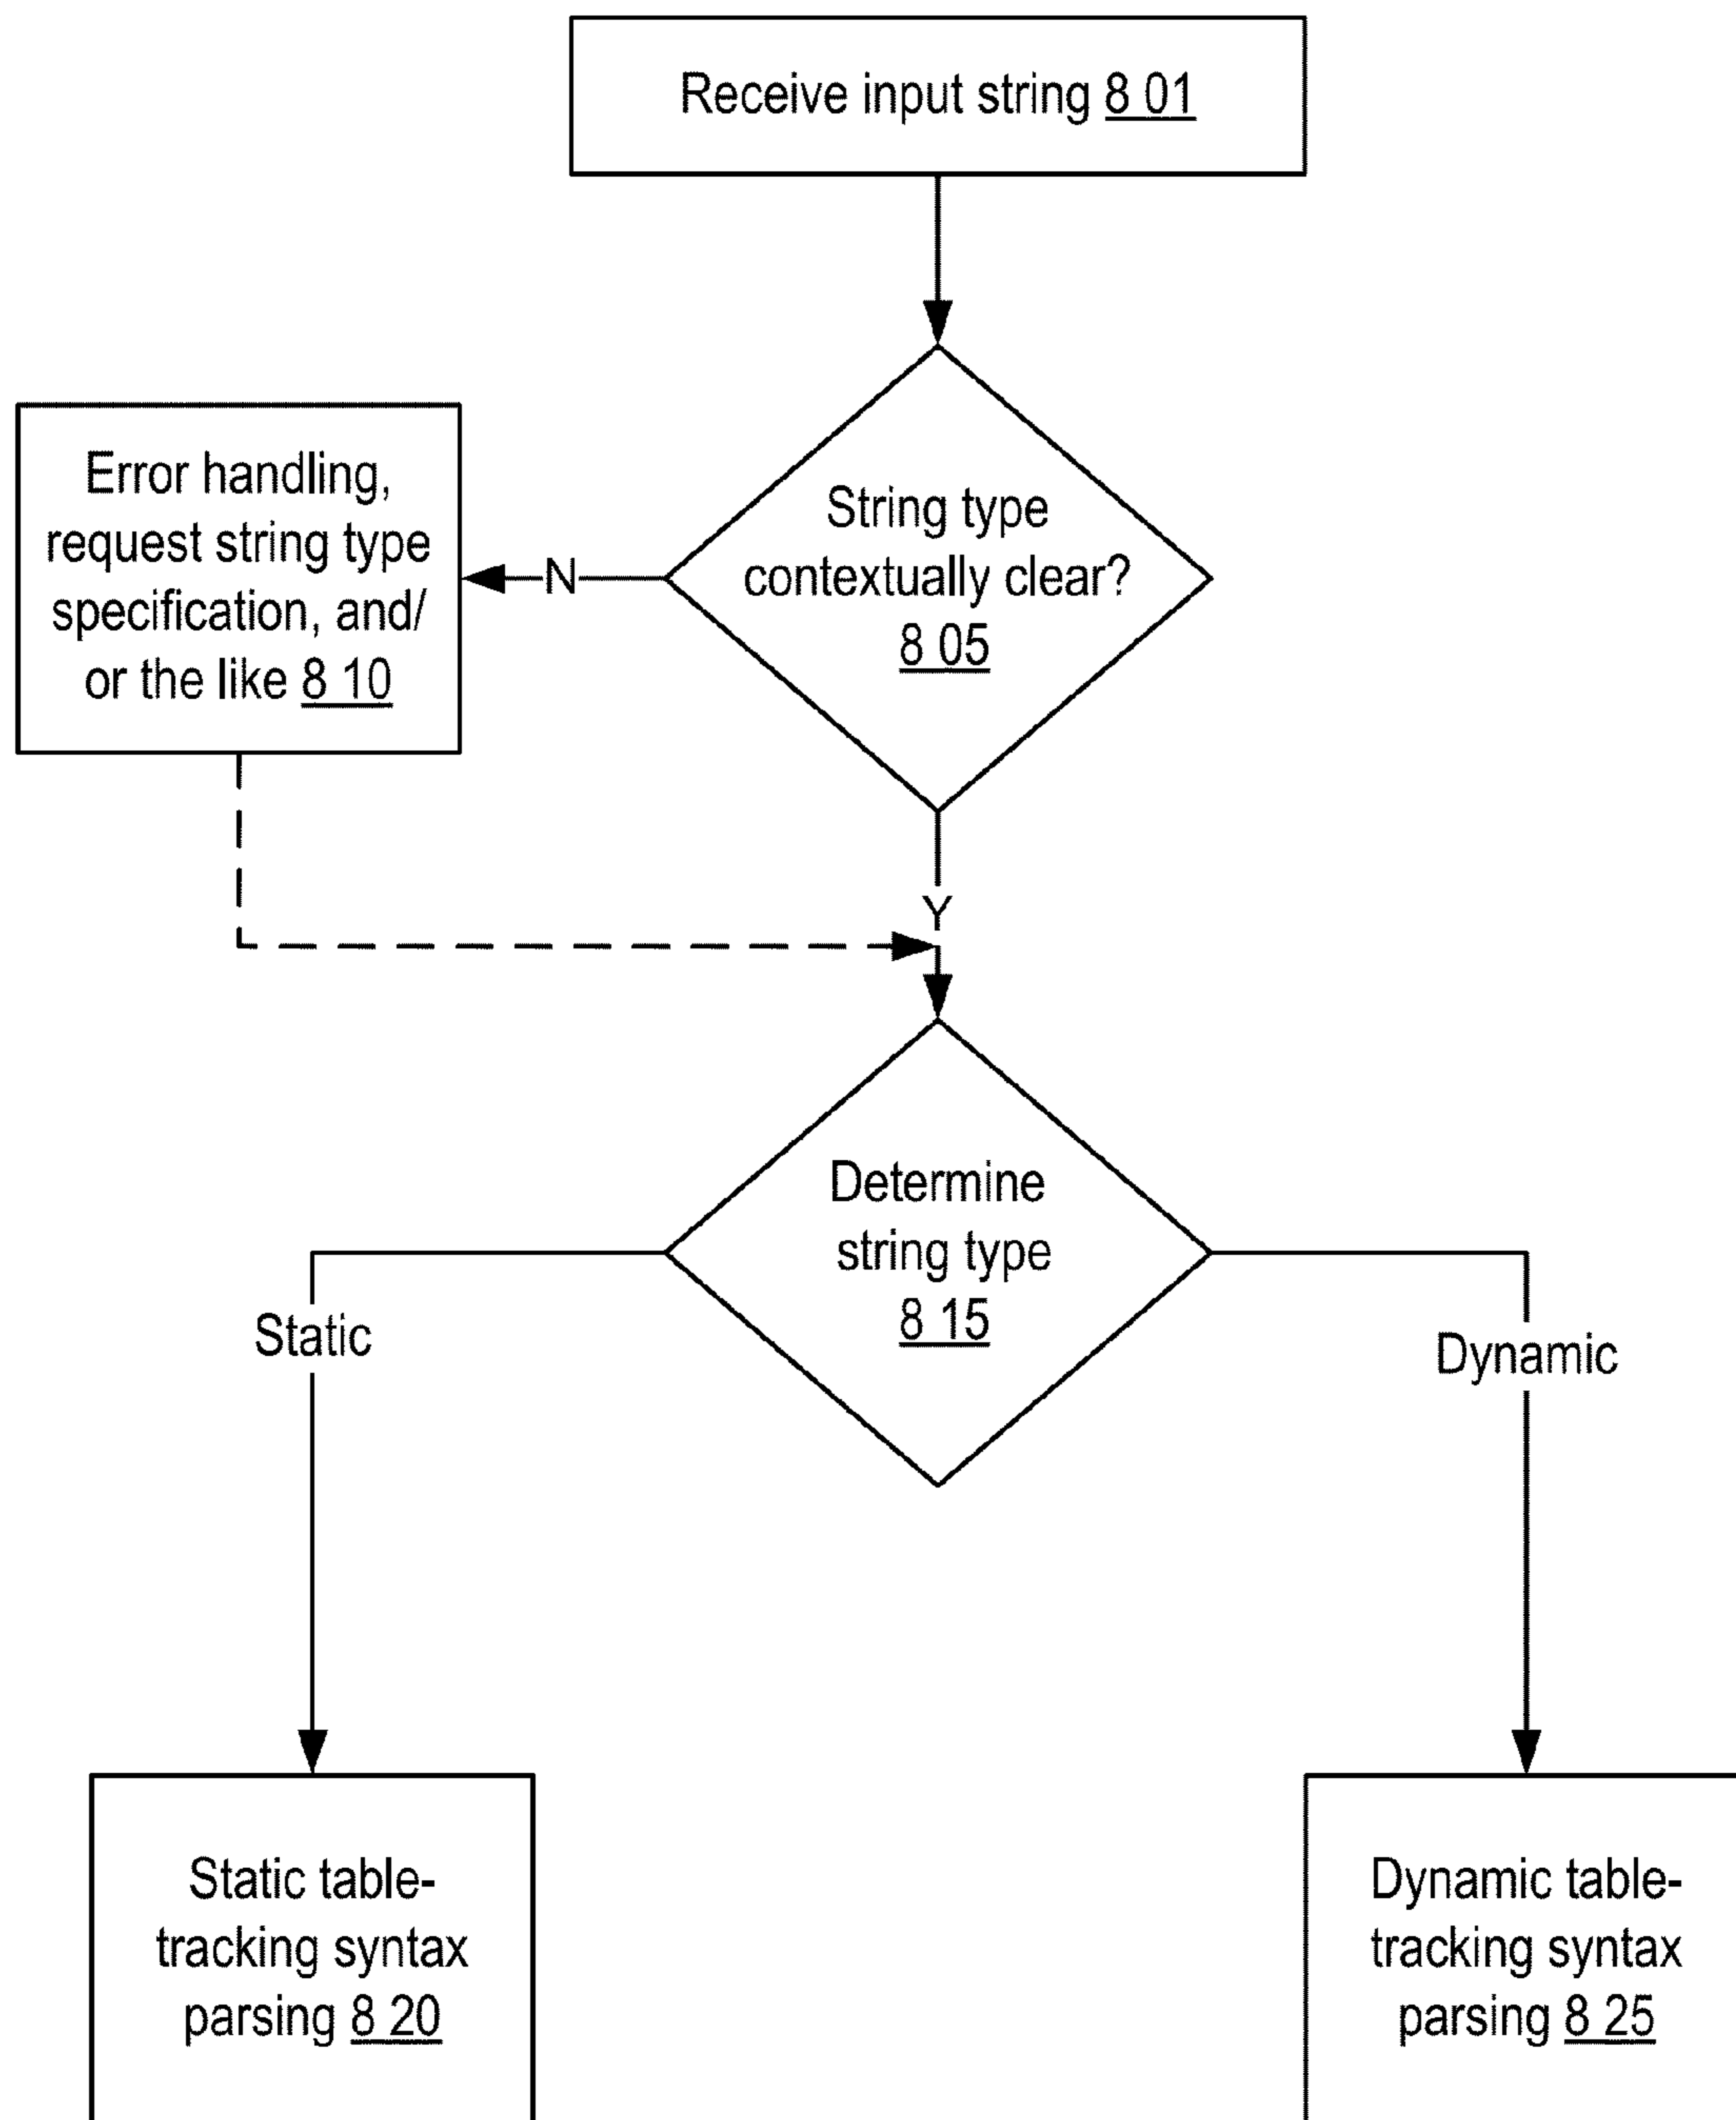 Receive input string 8 01
String type
contextually clear?
8 05
N
Error handling,
request string type
specification, and/
or the like 8 10
Y
Determine
string type
8 15
Static
Dynamic
Static table-
tracking syntax
parsing 8 20
Dynamic table-
tracking syntax
parsing 8 25